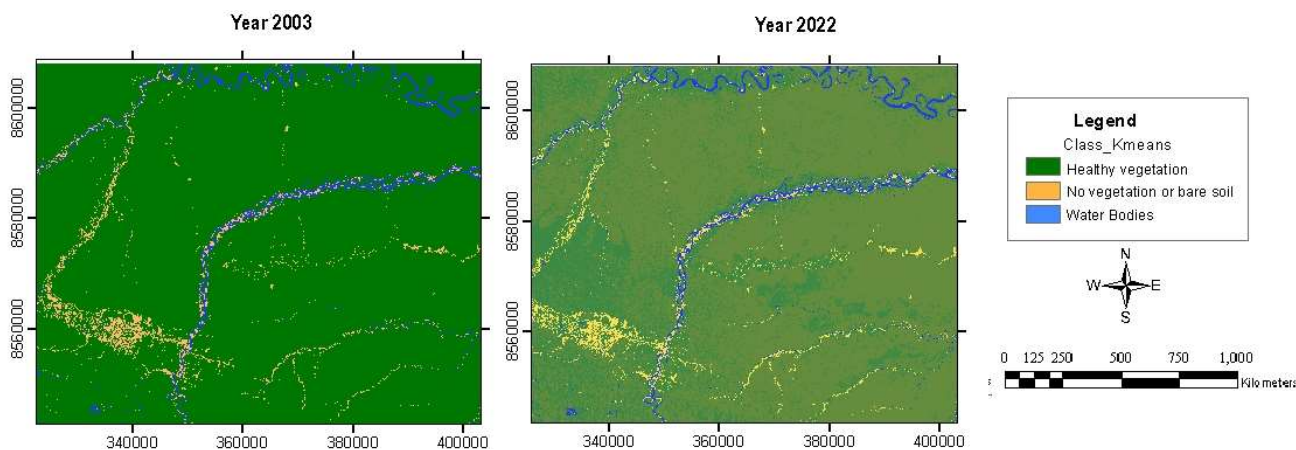 Year 2003
Year 2022
8600000
8580000
8560000
340000 360000 380000 400000
8600000
8580000
8560000
340000 360000 380000 400000
Legend
Class_Kmeans
Healthy vegetation
No vegetation or bare soil
Water Bodies
N
W E
S
0 125 250 500 750 1,000
Kilometers